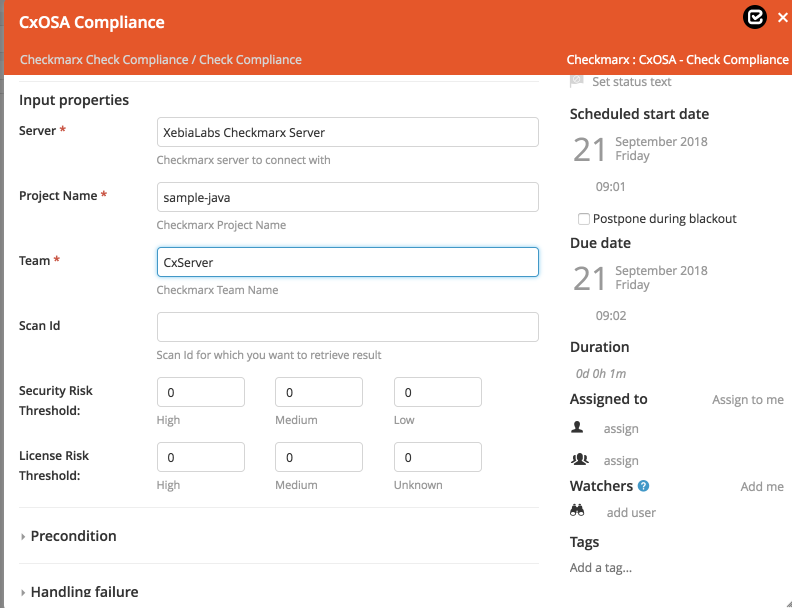 CxOSA Compliance
Checkmarx Check Compliance / Check Compliance
Checkmarx : CxOSA - Check Compliance
Input properties
Server *
XebiaLabs Checkmarx Server
Checkmarx server to connect with
Project Name *
sample-java
Checkmarx Project Name
Team *
CxServer
Checkmarx Team Name
Scan Id
Scan Id for which you want to retrieve result
Security Risk
Threshold:
0 0 0
High Medium Low
License Risk
Threshold:
0 0 0
High Medium Unknown
Precondition
Handling failure
Set status text
Scheduled start date
21 September 2018
Friday
09:01
Postpone during blackout
Due date
21 September 2018
Friday
09:02
Duration
0d 0h 1m
Assigned to Assign to me
assign
assign
Watchers ? Add me
add user
Tags
Add a tag...